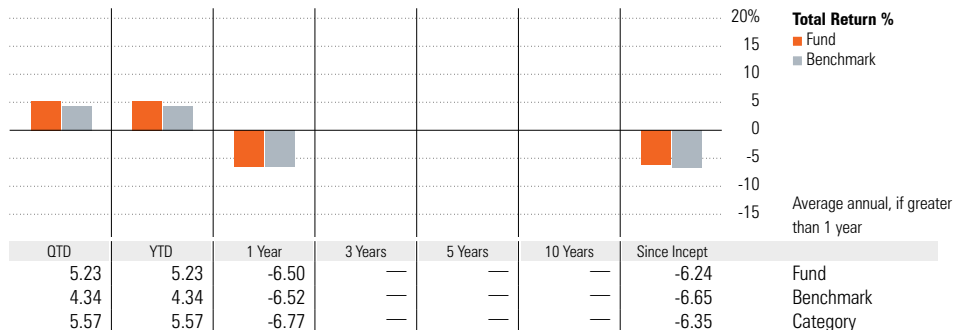 20%
Total Return %
15
Fund
10
Benchmark
5
0
-5
-10
-15
Average annual, if greater
than 1 year
QTD YTD 1 Year 3 Years 5 Years 10 Years Since Incept
5.23 5.23 -6.50 — — — -6.24 Fund
4.34 4.34 -6.52 — — — -6.65 Benchmark
5.57 5.57 -6.77 — — — -6.35 Category